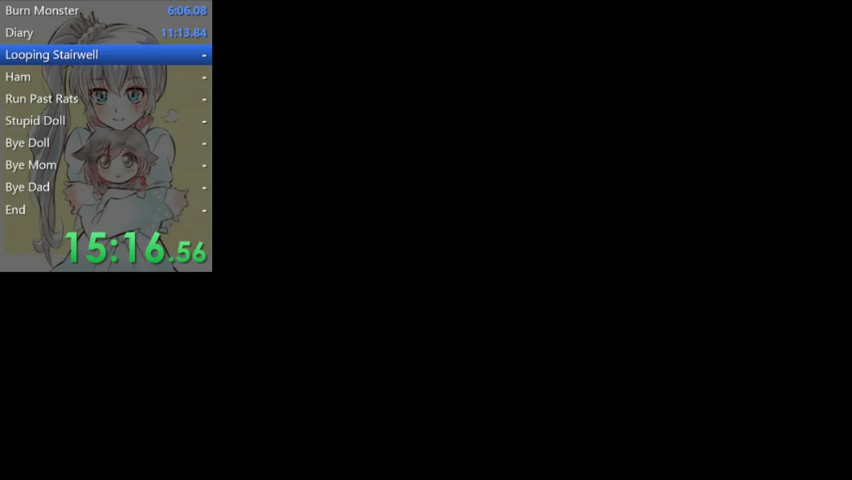 Burn Monster 6:06.08
Diary 11:13.84
Looping Stairwell -
Ham -
Run Past Rats -
Stupid Doll -
Bye Doll -
Bye Mom -
Bye Dad -
End -
15:16.56